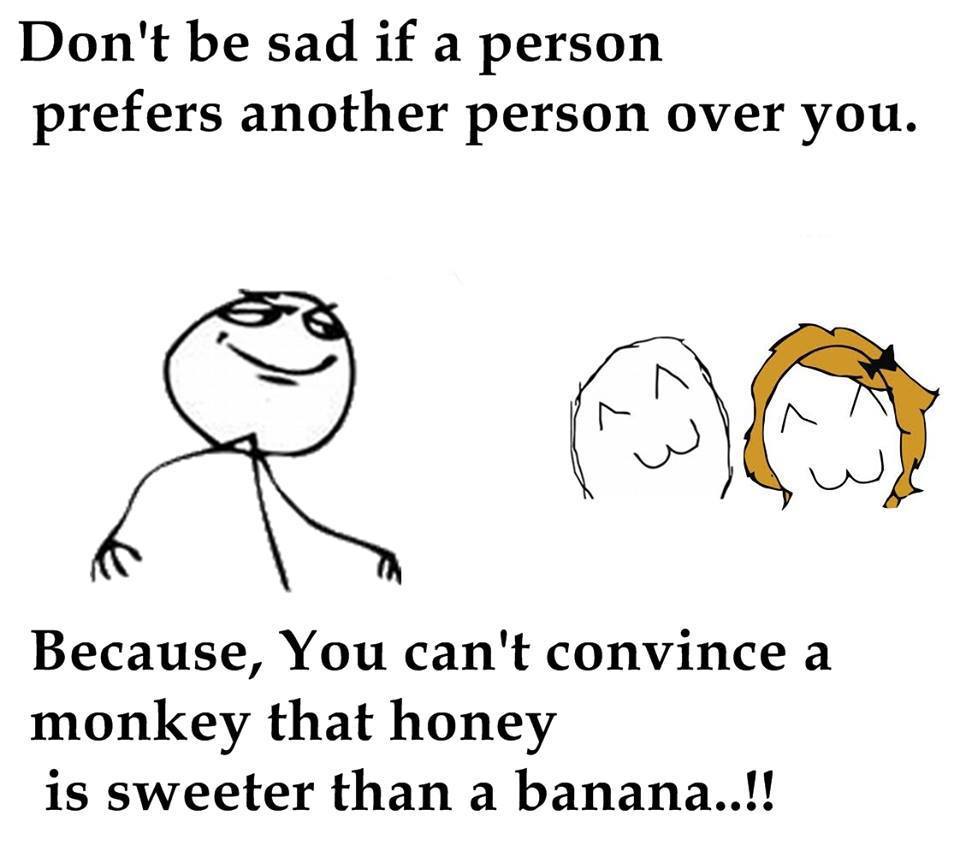 Don't be sad if a person
prefers another person over you.
Because, You can't convince a
monkey that honey
is sweeter than a banana..!!